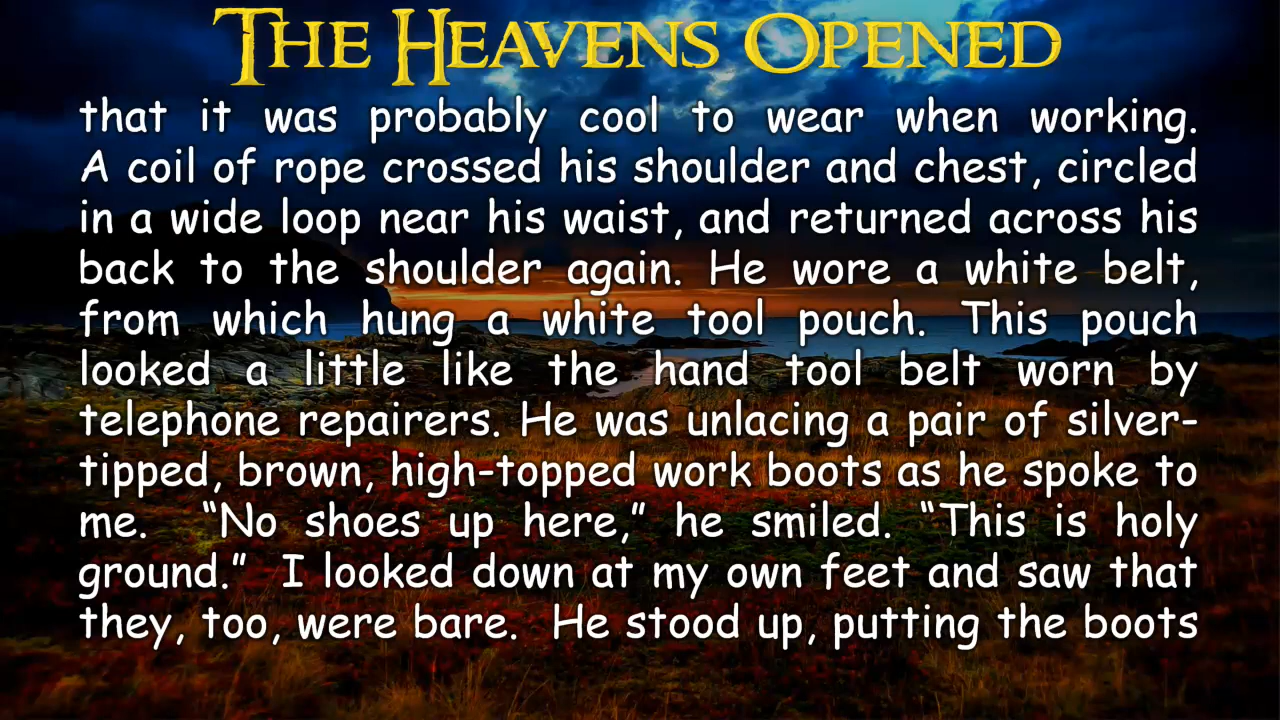 THE HEAVENS OPENED
that it was probably cool to wear when working.
A coil of rope crossed his shoulder and chest, circled
in a wide loop near his waist, and returned across his
back to the shoulder again. He wore a white belt,
from which hung a white tool pouch. This pouch
looked a little like the hand tool belt worn by
telephone repairers. He was unlacing a pair of silver-
tipped, brown, high-topped work boots as he spoke to
me. “No shoes up here,” he smiled. “This is holy
ground.” I looked down at my own feet and saw that
they, too, were bare. He stood up, putting the boots